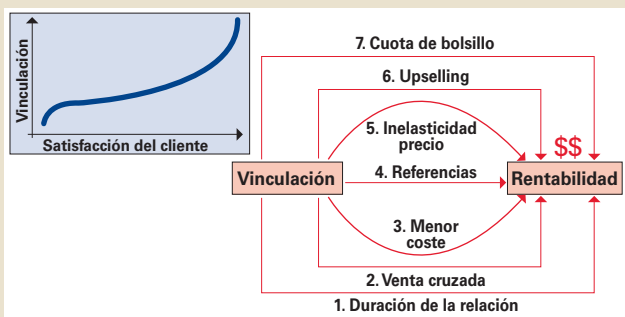 Vinculación
Satisfacción del cliente
7. Cuota de bolsillo
6. Upselling
5. Inelasticidad
precio
$$
Vinculación
4. Referencias
Rentabilidad
3. Menor
coste
2. Venta cruzada
1. Duración de la relación